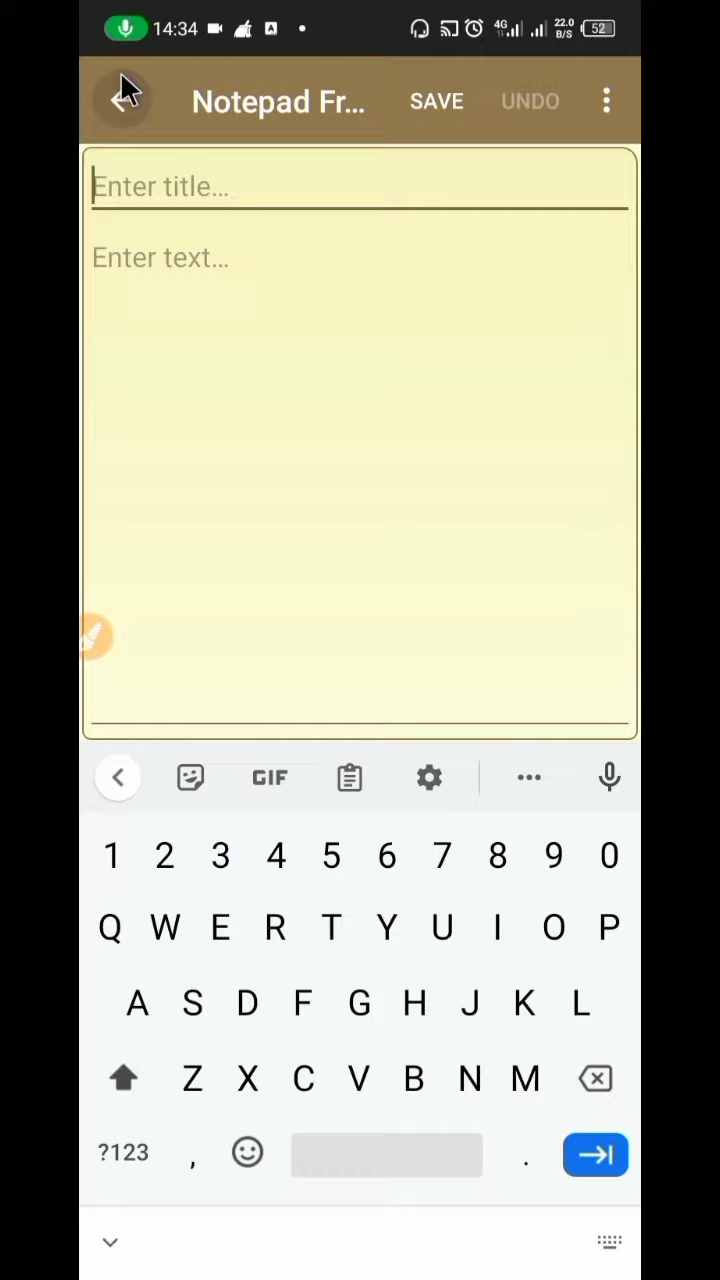 14:34 4G 22.0 B/S 52
Notepad Fr... SAVE UNDO
Enter title...
Enter text...
GIF
1 2 3 4 5 6 7 8 9 0
Q W E R T Y U I O P
A S D F G H J K L
Z X C V B N M
?123 , .